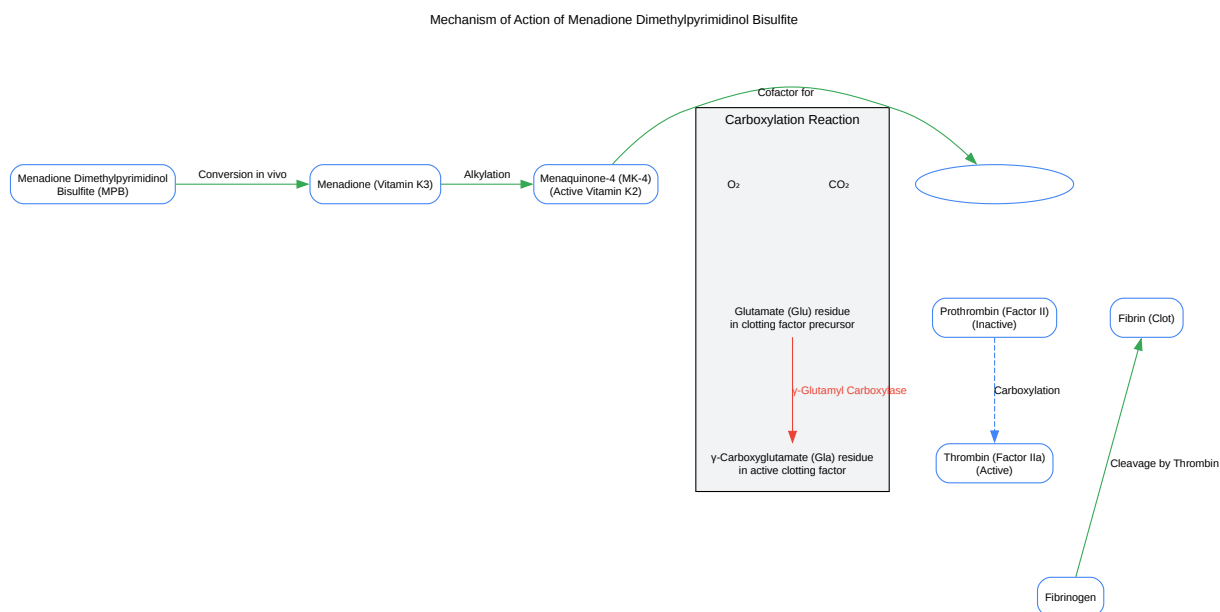 Mechanism of Action of Menadione Dimethylpyrimidinol Bisulfite
Cofactor for
Carboxylation Reaction
Menadione Dimethylpyrimidinol
Bisulfite (MPB)
Conversion in vivo
Menadione (Vitamin K3)
Alkylation
Menaquinone-4 (MK-4)
(Active Vitamin K2)
O₂
CO₂
Glutamate (Glu) residue
in clotting factor precursor
Prothrombin (Factor II)
(Inactive)
Fibrin (Clot)
γ-Glutamyl Carboxylase
Carboxylation
γ-Carboxyglutamate (Gla) residue
in active clotting factor
Thrombin (Factor IIa)
(Active)
Cleavage by Thrombin
Fibrinogen